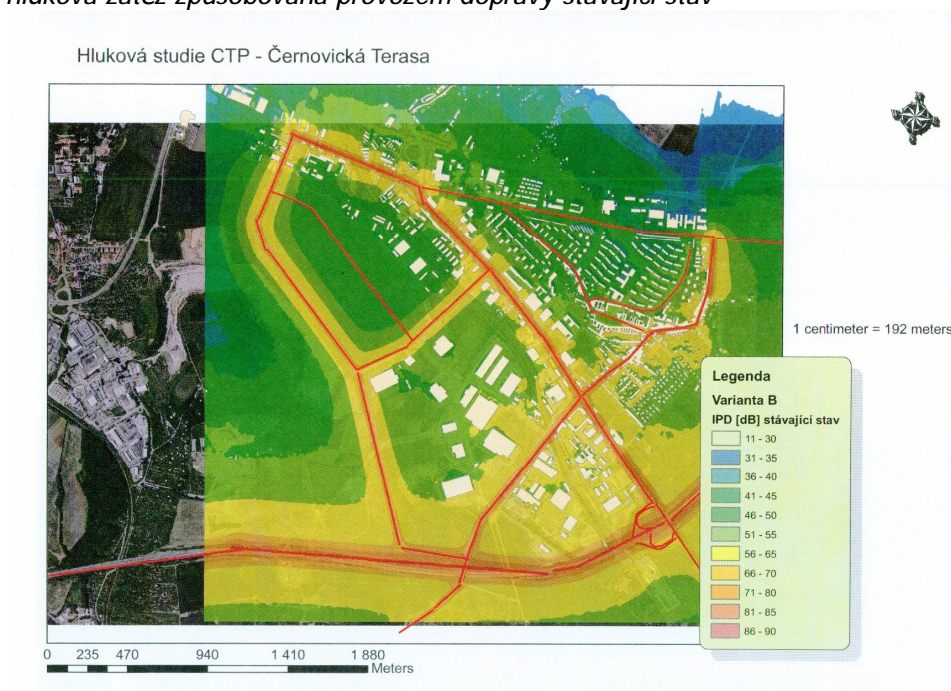 hluková zátěž způsobovaná provozem dopravy stávající stav
Hluková studie CTP - Černovická Terasa
1 centimeter = 192 meters
Legenda
Varianta B
IPD [dB] stávající stav
11 - 30
31 - 35
36 - 40
41 - 45
46 - 50
51 - 55
56 - 65
66 - 70
71 - 80
81 - 85
86 - 90
0 235 470 940 1 410 1 880
Meters